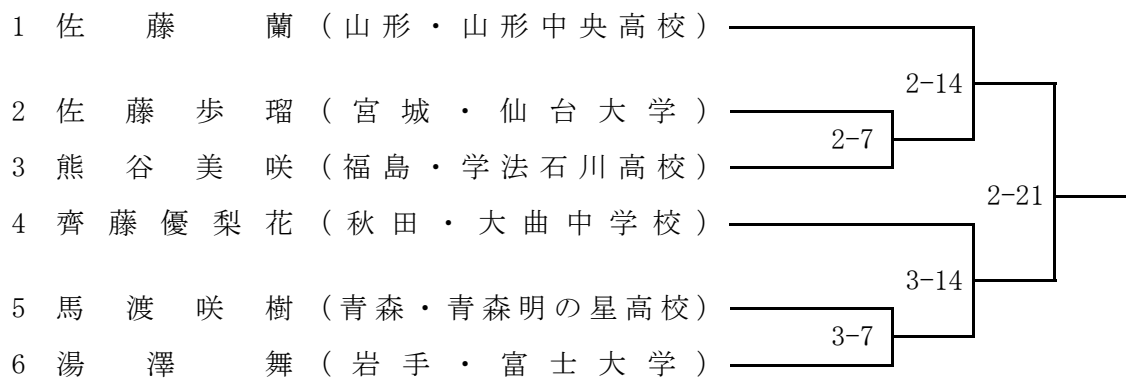 1 佐藤蘭（山形・山形中央高校）
2-14
2 佐藤歩瑠（宮城・仙台大学）
2-7
3 熊谷美咲（福島・学法石川高校）
2-21
4 齊藤優梨花（秋田・大曲中学校）
3-14
5 馬渡咲樹（青森・青森明の星高校）
3-7
6 湯澤舞（岩手・富士大学）